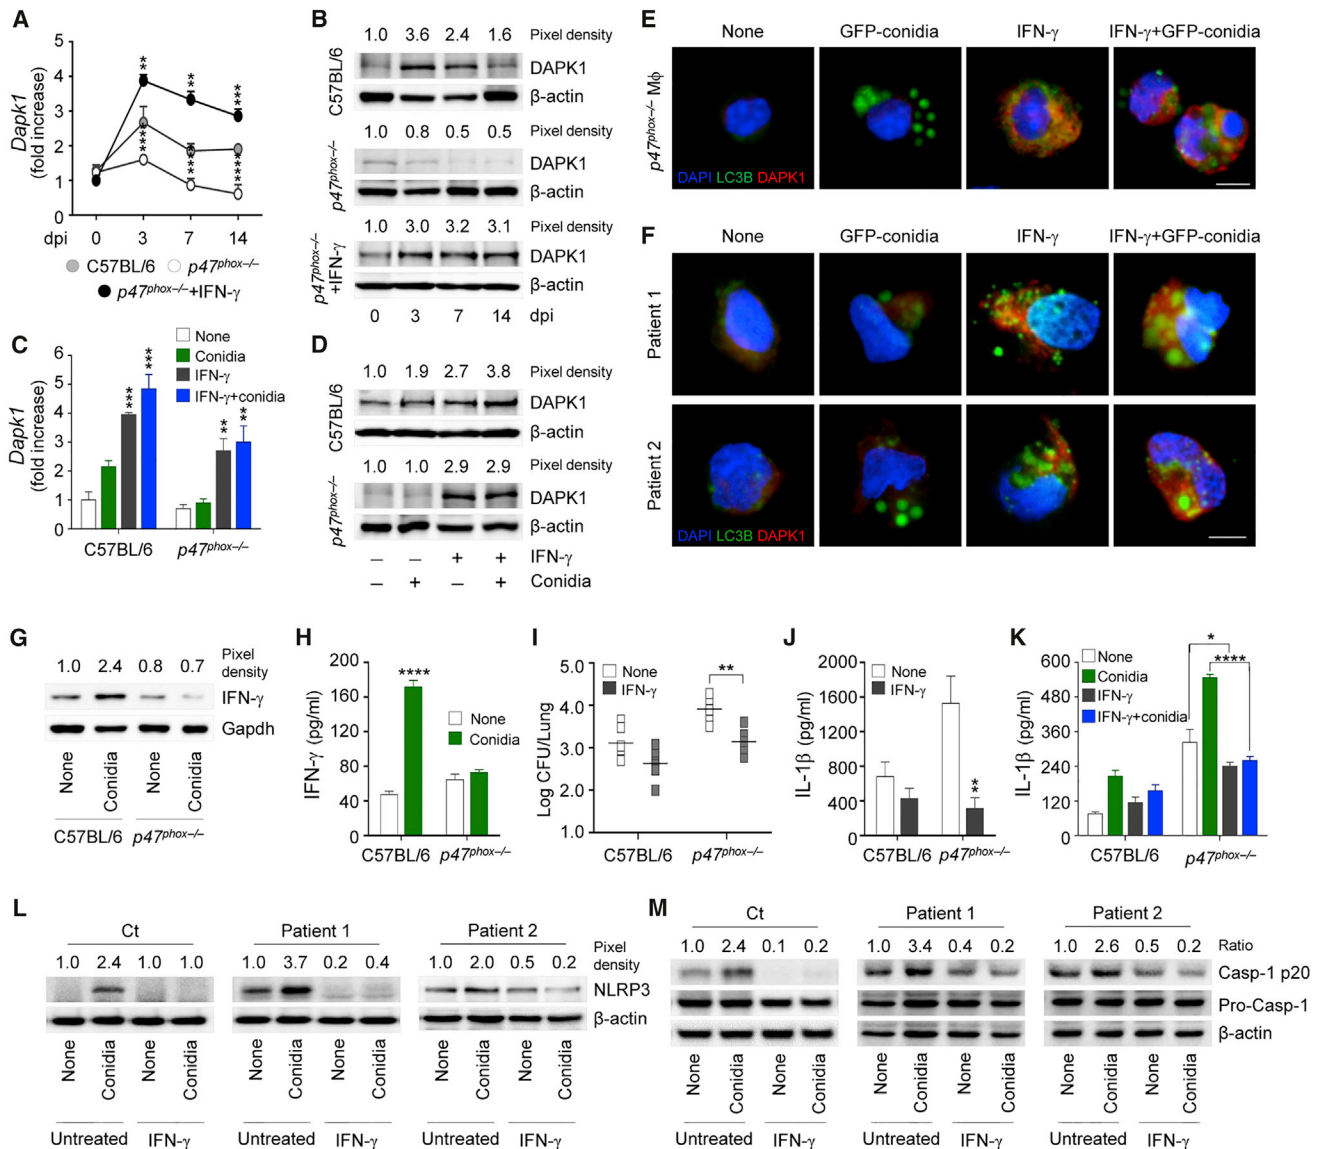 A
Dapk1
(fold increase)
5
4
3
2
1
0
**
**
***
****
****
****
dpi
0 3 7 14
C57BL/6 p47phox–/–
p47phox–/–+IFN-γ
B
C57BL/6
1.0 3.6 2.4 1.6 Pixel density
DAPK1
β-actin
p47phox–/–
1.0 0.8 0.5 0.5 Pixel density
DAPK1
β-actin
p47phox–/–
+IFN-γ
1.0 3.0 3.2 3.1 Pixel density
DAPK1
β-actin
0 3 7 14 dpi
C
Dapk1
(fold increase)
6
5
4
3
2
1
0
None
Conidia
IFN-γ
IFN-γ+conidia
***
***
**
**
C57BL/6 p47phox–/–
D
C57BL/6
1.0 1.9 2.7 3.8 Pixel density
DAPK1
β-actin
p47phox–/–
1.0 1.0 2.9 2.9 Pixel density
DAPK1
β-actin
– – + + IFN-γ
– + – + Conidia
E
None GFP-conidia IFN-γ IFN-γ+GFP-conidia
p47phox–/– Mϕ
DAPI LC3B DAPK1
F
None GFP-conidia IFN-γ IFN-γ+GFP-conidia
Patient 1
Patient 2
DAPI LC3B DAPK1
G
1.0 2.4 0.8 0.7 Pixel
density
IFN-γ
Gapdh
None Conidia None Conidia
C57BL/6 p47phox–/–
H
IFN-γ (pg/ml)
200
160
120
80
40
0
****
None
Conidia
C57BL/6 p47phox–/–
I
Log CFU/Lung
5.0
4.0
3.0
2.0
1.0
None
IFN-γ
**
C57BL/6 p47phox–/–
J
IL-1β (pg/ml)
2000
1600
1200
800
400
0
None
IFN-γ
**
C57BL/6 p47phox–/–
K
IL-1β (pg/ml)
600
480
360
240
120
0
None
Conidia
IFN-γ
IFN-γ+conidia
*
****
C57BL/6 p47phox–/–
L
Ct Patient 1 Patient 2
1.0 2.4 1.0 1.0 1.0 3.7 0.2 0.4 1.0 2.0 0.5 0.2 Pixel
density
NLRP3
β-actin
None Conidia None Conidia None Conidia None Conidia None Conidia None Conidia
Untreated IFN-γ Untreated IFN-γ Untreated IFN-γ
M
Ct Patient 1 Patient 2
1.0 2.4 0.1 0.2 1.0 3.4 0.4 0.2 1.0 2.6 0.5 0.2 Ratio
Casp-1 p20
Pro-Casp-1
β-actin
None Conidia None Conidia None Conidia None Conidia None Conidia None Conidia
Untreated IFN-γ Untreated IFN-γ Untreated IFN-γ